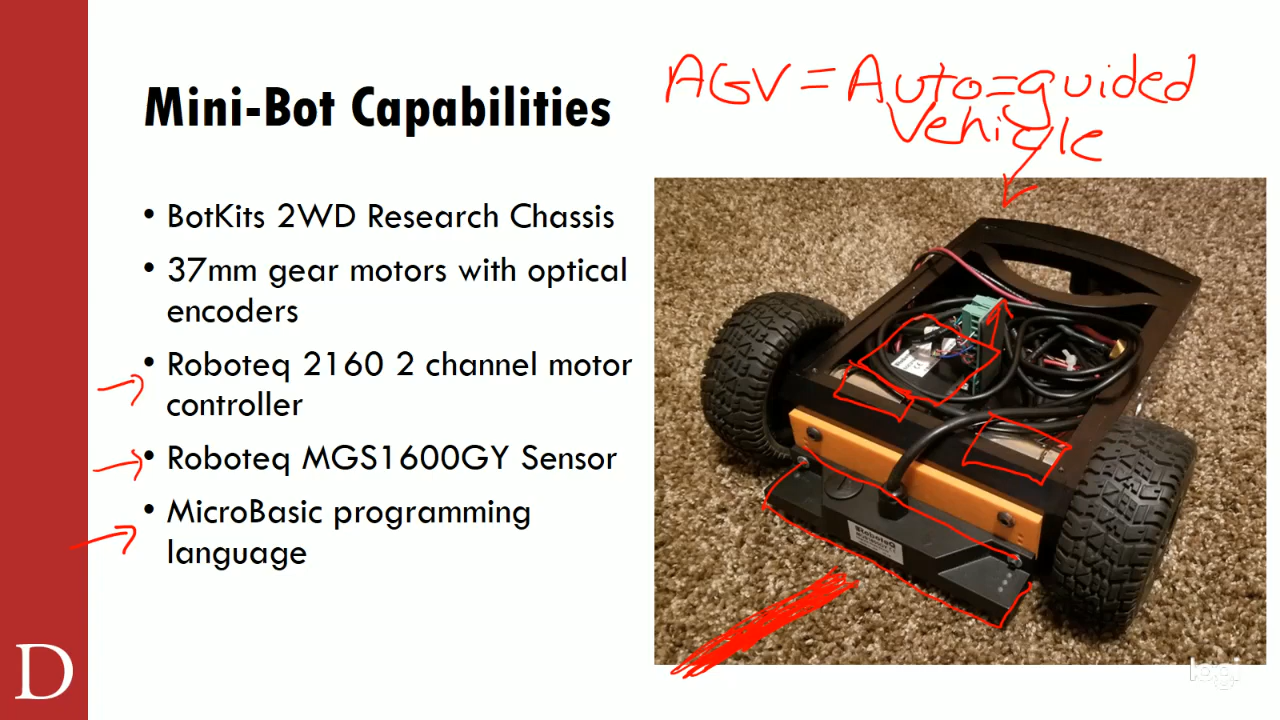 AGV = Auto=guided
Vehicle
Mini-Bot Capabilities
• BotKits 2WD Research Chassis
• 37mm gear motors with optical
encoders
• Roboteq 2160 2 channel motor
controller
• Roboteq MGS1600GY Sensor
• MicroBasic programming
language
RoboteQ
D